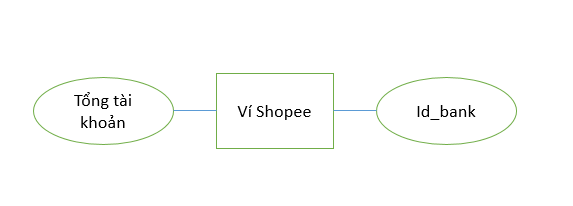 Tổng tài
khoản
Ví Shopee
Id_bank